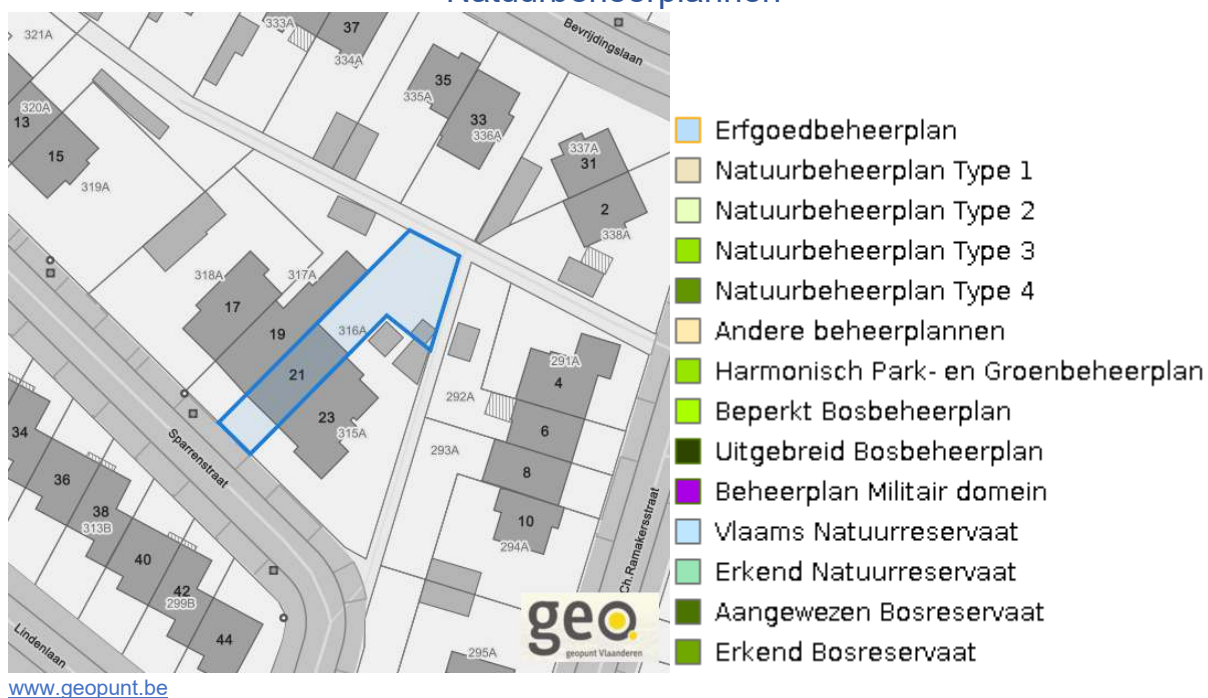 Natuurbeheerplannen
321A
333A
37
334A
Bevrijdingslaan
35
335A
33
336A
320A
13
15
319A
337A
31
2
338A
318A
317A
17
19
316A
21
23
315A
291A
4
292A
6
293A
8
10
294A
Sparrenstraat
34
36
38
313B
40
42
299B
44
Lindenlaan
Ch.Ramakersstraat
295A
geo.
geopunt Vlaanderen
Erfgoedbeheerplan
Natuurbeheerplan Type 1
Natuurbeheerplan Type 2
Natuurbeheerplan Type 3
Natuurbeheerplan Type 4
Andere beheerplannen
Harmonisch Park- en Groenbeheerplan
Beperkt Bosbeheerplan
Uitgebreid Bosbeheerplan
Beheerplan Militair domein
Vlaams Natuurreservaat
Erkend Natuurreservaat
Aangewezen Bosreservaat
Erkend Bosreservaat
www.geopunt.be